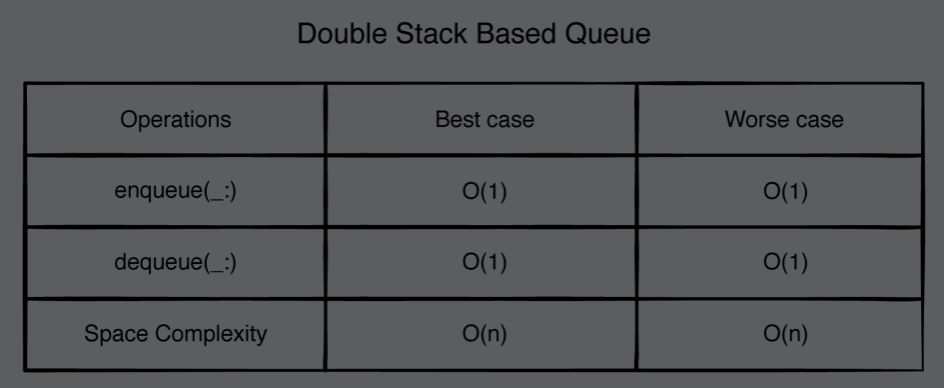 Double Stack Based Queue
Operations Best case Worse case
enqueue(_:) O(1) O(1)
dequeue(_:) O(1) O(1)
Space Complexity O(n) O(n)